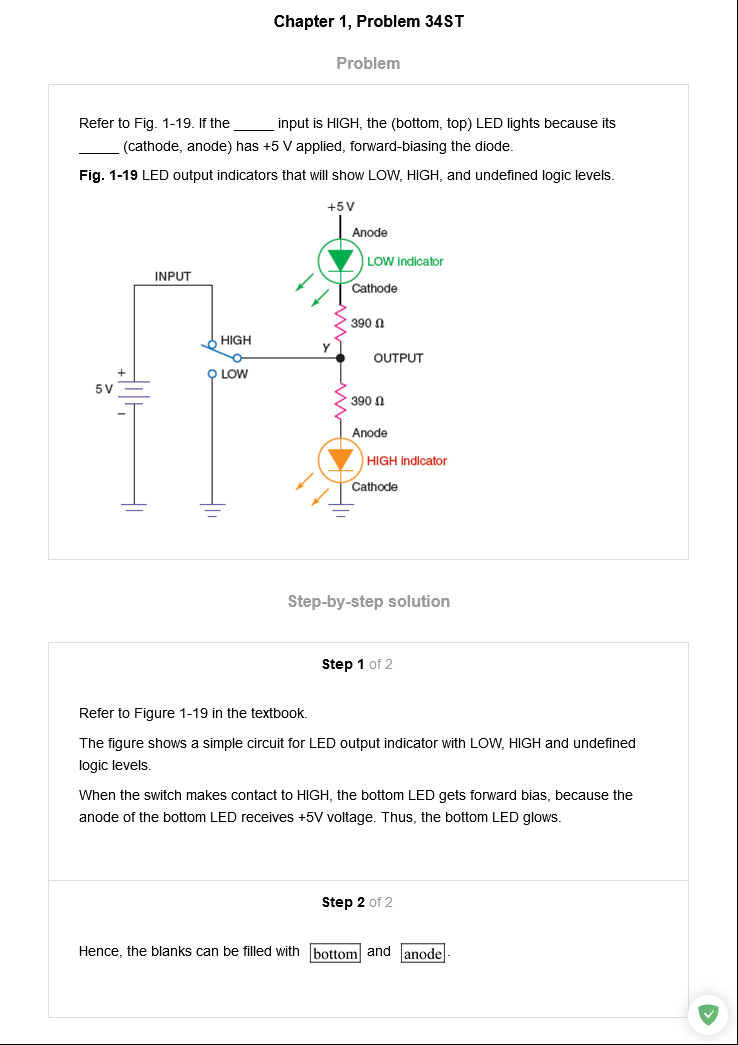 Chapter 1, Problem 34ST
Problem
Refer to Fig. 1-19. If the _____ input is HIGH, the (bottom, top) LED lights because its
_____ (cathode, anode) has +5 V applied, forward-biasing the diode.
Fig. 1-19 LED output indicators that will show LOW, HIGH, and undefined logic levels.
+5 V
Anode
LOW indicator
INPUT
Cathode
390 Ω
HIGH
Y
OUTPUT
+
LOW
5 V
390 Ω
−
Anode
HIGH indicator
Cathode
Step-by-step solution
Step 1 of 2
Refer to Figure 1-19 in the textbook.
The figure shows a simple circuit for LED output indicator with LOW, HIGH and undefined
logic levels.
When the switch makes contact to HIGH, the bottom LED gets forward bias, because the
anode of the bottom LED receives +5V voltage. Thus, the bottom LED glows.
Step 2 of 2
Hence, the blanks can be filled with bottom and anode.